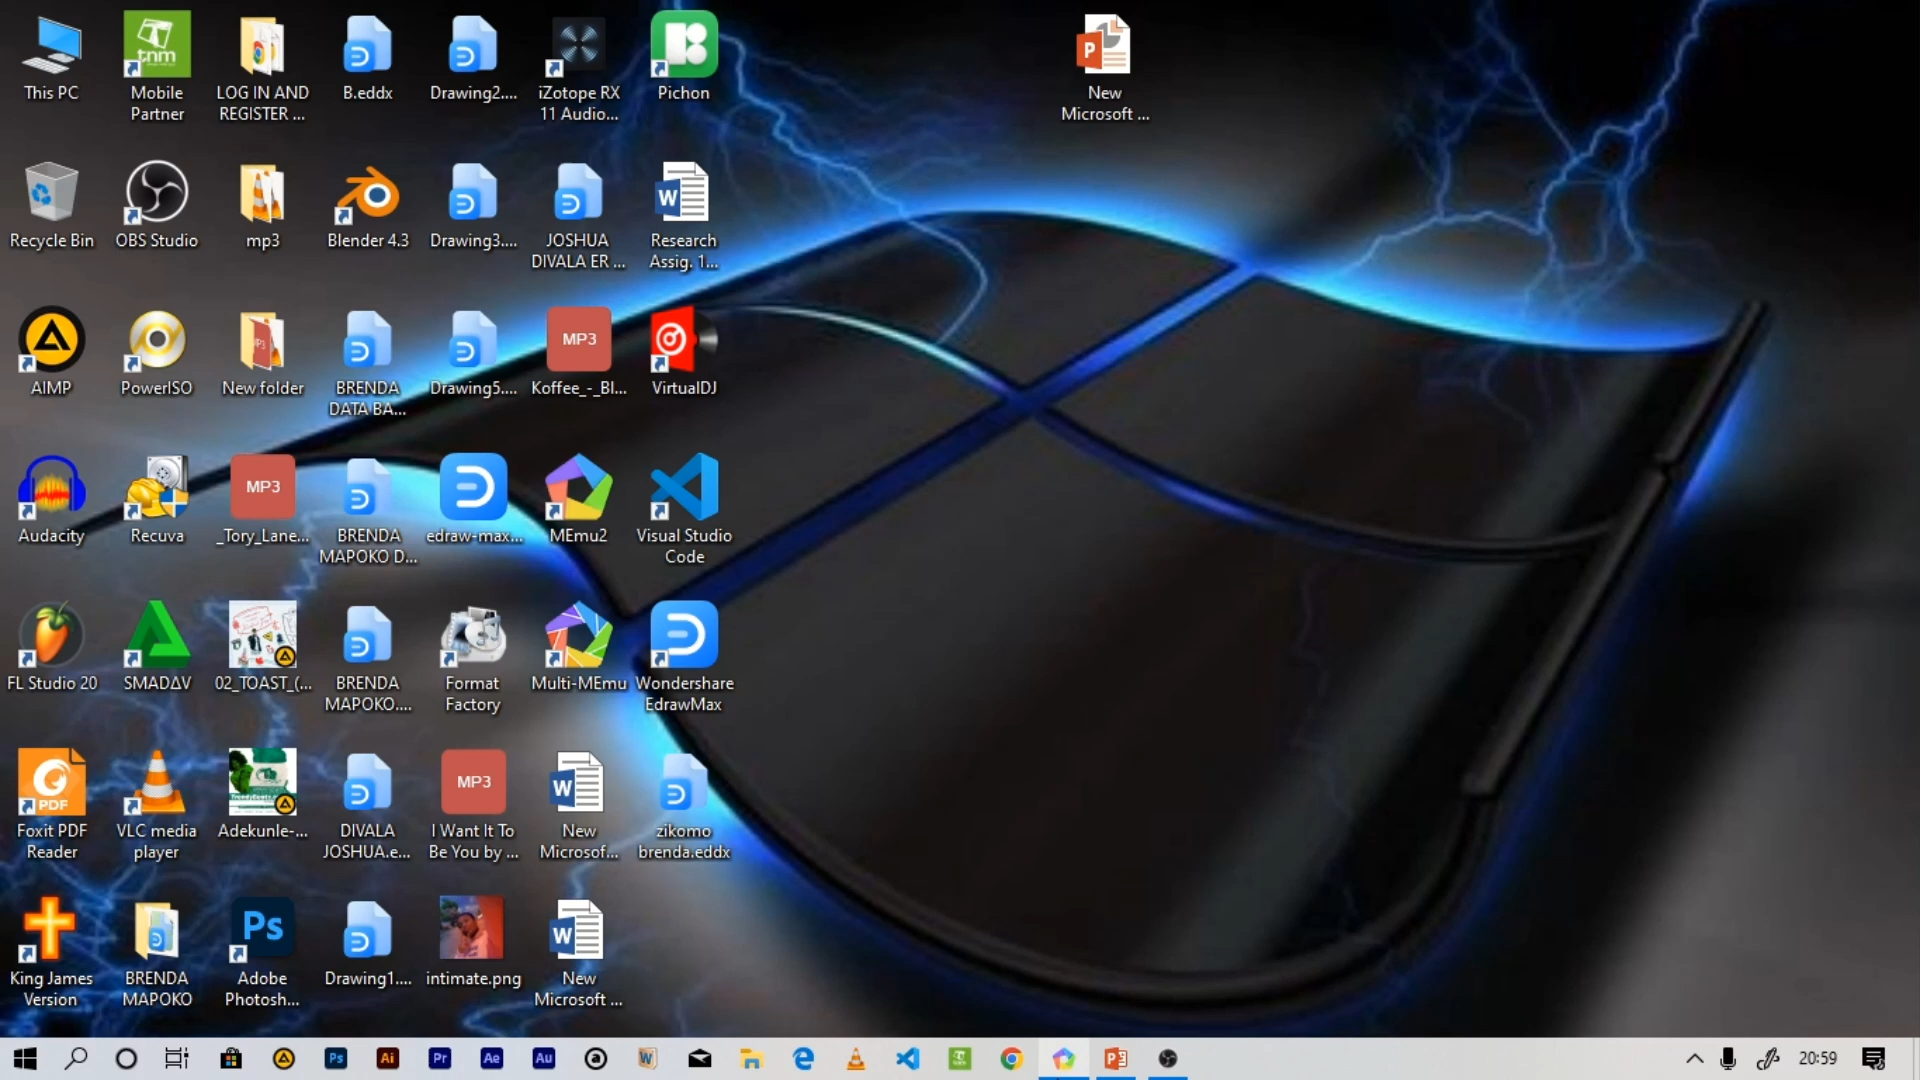 This PC
tnm
Mobile
Partner
LOG IN AND
REGISTER ...
B.eddx
Drawing2....
iZotope RX
11 Audio...
Pichon
P
New
Microsoft ...
Recycle Bin
OBS Studio
mp3
Blender 4.3
Drawing3....
JOSHUA
DIVALA ER ...
W
Research
Assig. 1...
AIMP
PowerISO
MP3
New folder
BRENDA
DATA BA...
Drawing5....
MP3
Koffee_-_Bl...
VirtualDJ
Audacity
Recuva
MP3
_Tory_Lane...
BRENDA
MAPOKO D...
edraw-max...
MEmu2
Visual Studio
Code
FL Studio 20
SMADΔV
02_TOAST_(...
BRENDA
MAPOKO....
Format
Factory
Multi-MEmu
Wondershare
EdrawMax
PDF
Foxit PDF
Reader
VLC media
player
Adekunle-...
DIVALA
JOSHUA.e...
MP3
I Want It To
Be You by ...
W
New
Microsof...
zikomo
brenda.eddx
King James
Version
BRENDA
MAPOKO
Ps
Adobe
Photosh...
Drawing1....
intimate.png
W
New
Microsoft ...
Ps
Ai
Pr
Ae
Au
20:59